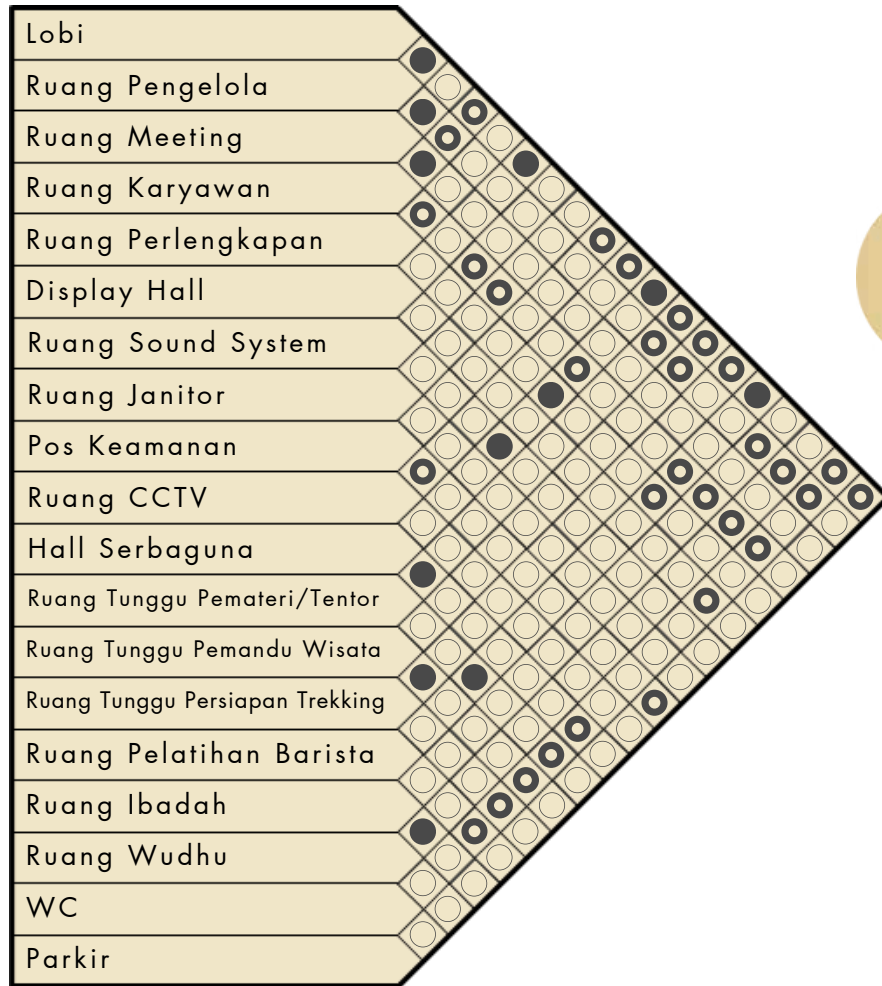 Lobi
Ruang Pengelola
Ruang Meeting
Ruang Karyawan
Ruang Perlengkapan
Display Hall
Ruang Sound System
Ruang Janitor
Pos Keamanan
Ruang CCTV
Hall Serbaguna
Ruang Tunggu Pemateri/Tentor
Ruang Tunggu Pemandu Wisata
Ruang Tunggu Persiapan Trekking
Ruang Pelatihan Barista
Ruang Ibadah
Ruang Wudhu
WC
Parkir